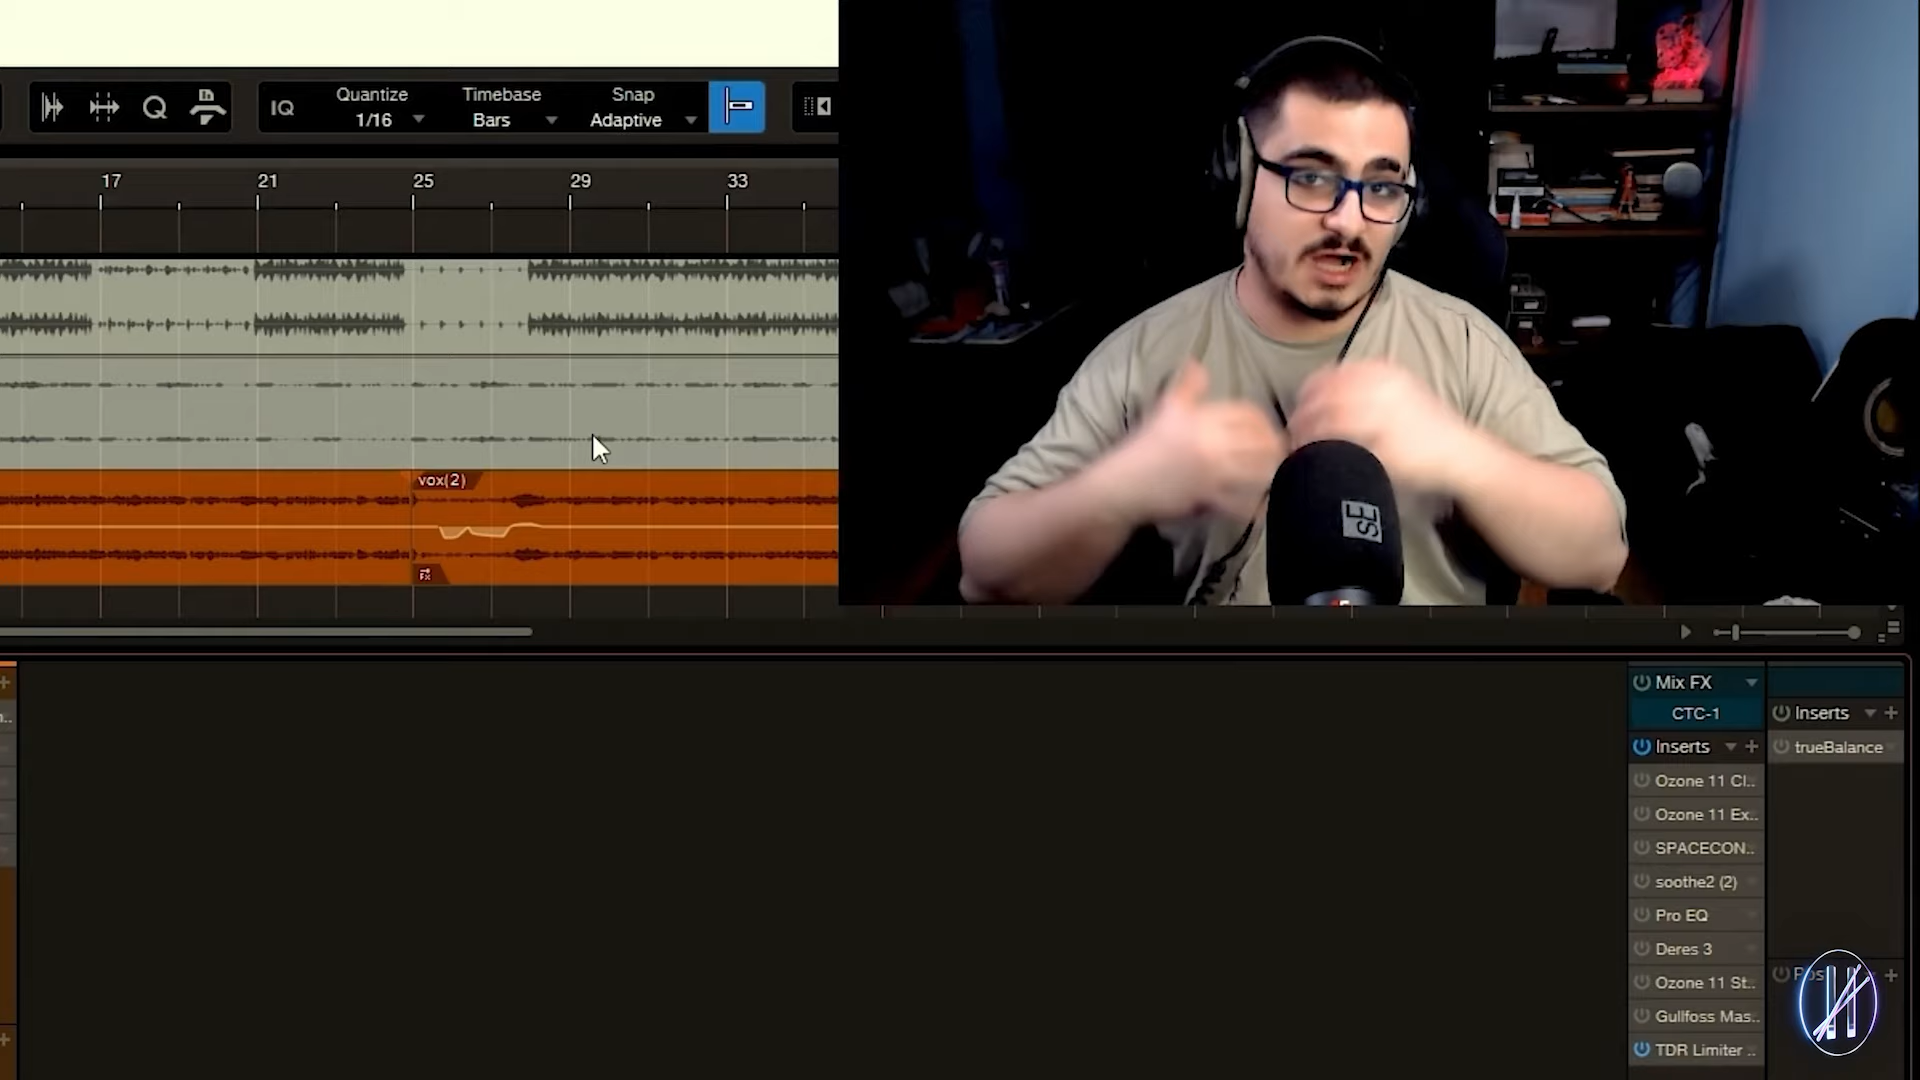 IQ
Quantize
1/16
Timebase
Bars
Snap
Adaptive
17
21
25
29
33
vox(2)
Fx
SE
Mix FX
CTC-1
Inserts
Ozone 11 Cl..
Ozone 11 Ex..
SPACECON..
soothe2 (2)
Pro EQ
Deres 3
Ozone 11 St..
Gullfoss Mas..
TDR Limiter ..
Inserts
trueBalance